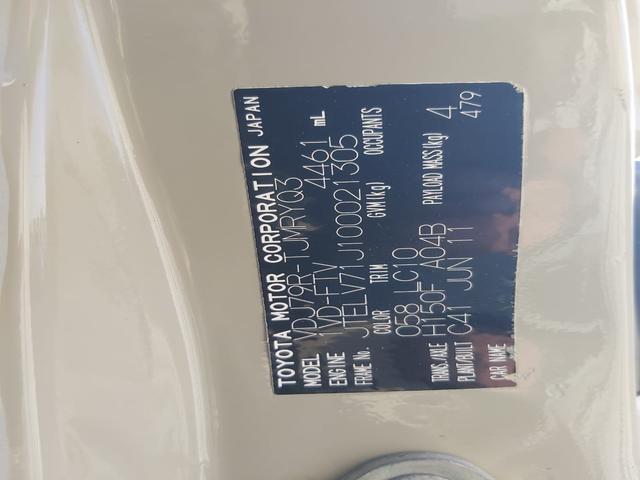 TOYOTA MOTOR CORPORATION JAPAN
MODEL VDJ79R-TJMRYQ3
ENGINE 1VD-FTV 4461 mL
FRAME No. JTELV71J100021305
COLOR TRIM GVM(kg) OCCUPANTS
058 LC10 4
TRANS./AXLE H150F A04B PAYLOAD MASS(kg) 479
PLANT/BUILT C41 JUN 11
CAR NAME